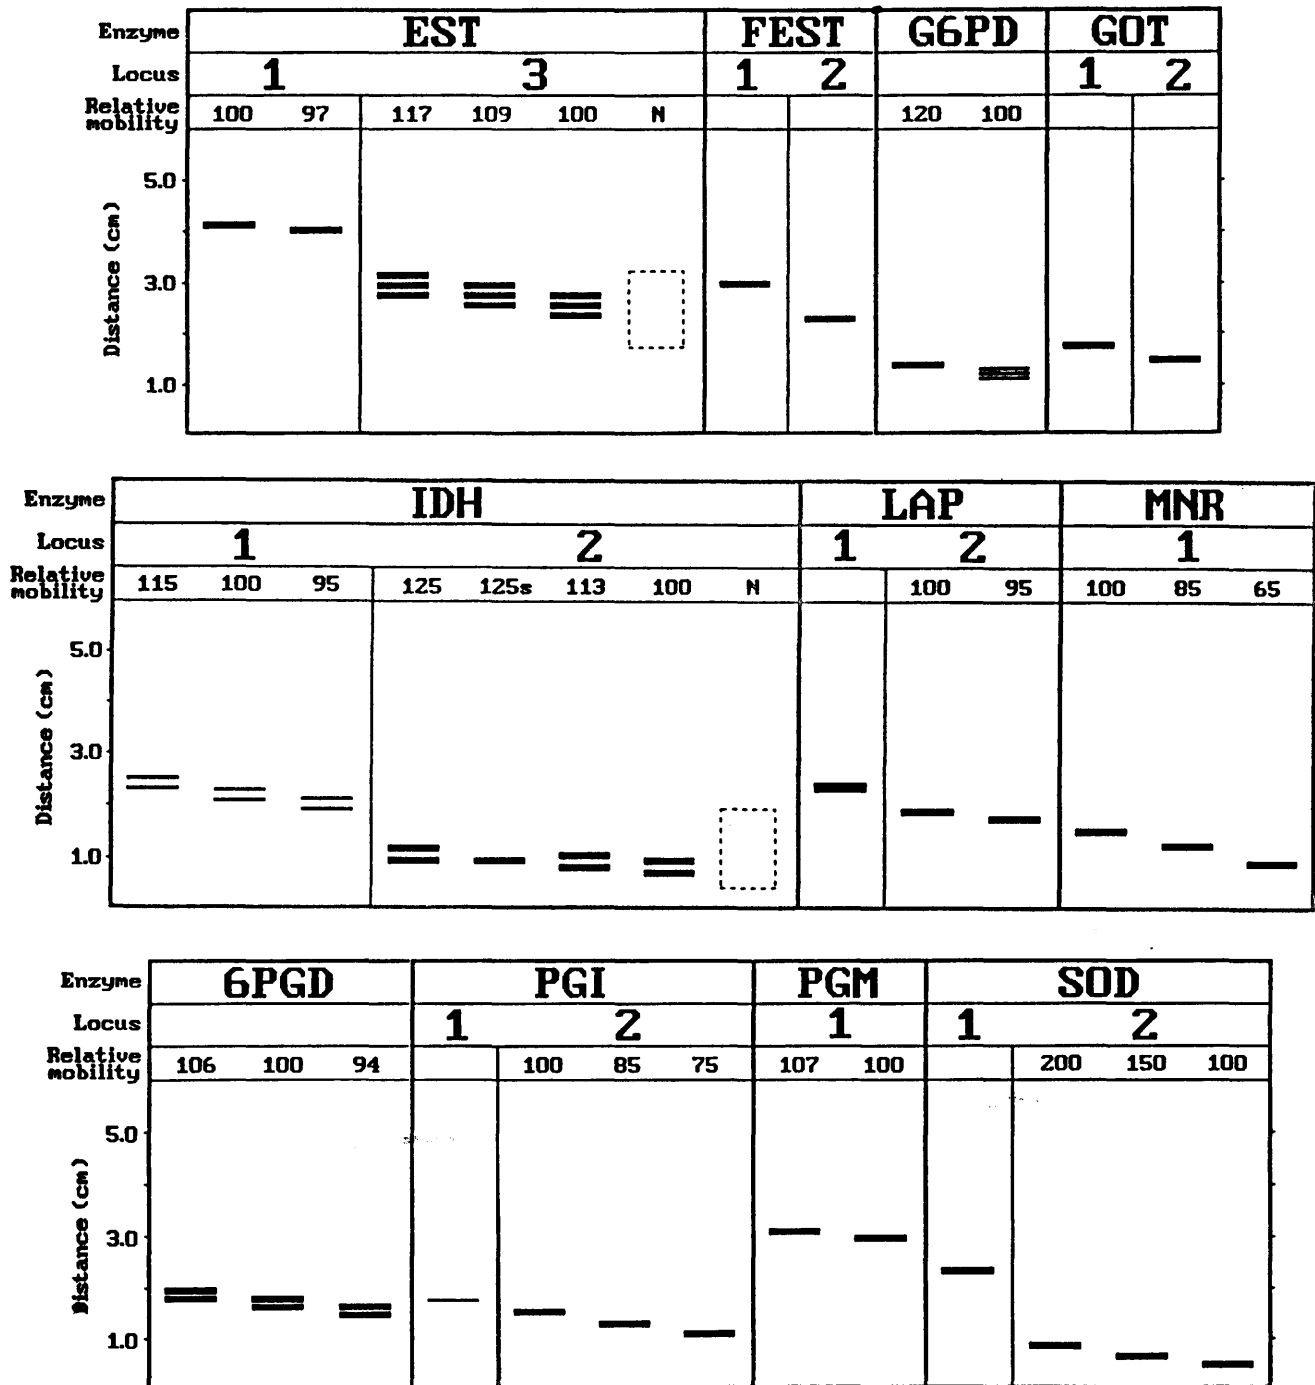 Enzyme EST FEST G6PD GOT
Locus 1 3 1 2 1 2
Relative mobility 100 97 117 109 100 N 120 100
Distance (cm)
5.0
3.0
1.0
Enzyme IDH LAP MNR
Locus 1 2 1 2 1
Relative mobility 115 100 95 125 125s 113 100 N 100 95 100 85 65
Distance (cm)
5.0
3.0
1.0
Enzyme 6PGD PGI PGM SOD
Locus 1 2 1 1 2
Relative mobility 106 100 94 100 85 75 107 100 200 150 100
Distance (cm)
5.0
3.0
1.0